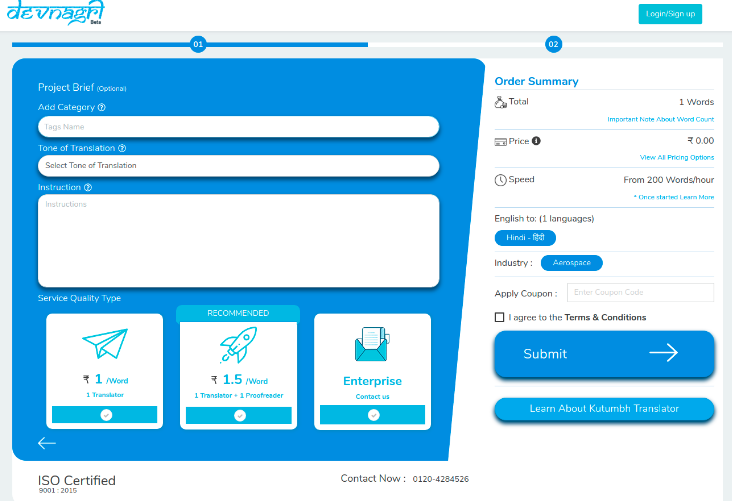 devnagri
Beta
Login/Sign up
01
02
Project Brief (Optional)
Add Category ?
Tags Name
Tone of Translation ?
Select Tone of Translation
Instruction ?
Instructions
Service Quality Type
₹ 1 /Word
1 Translator
RECOMMENDED
₹ 1.5 /Word
1 Translator + 1 Proofreader
Enterprise
Contact us
ISO Certified
9001 : 2015
Contact Now : 0120-4284526
Order Summary
Total 1 Words
Important Note About Word Count
Price ₹ 0.00
View All Pricing Options
Speed From 200 Words/hour
* Once started Learn More
English to: (1 languages)
Hindi - हिंदी
Industry : Aerospace
Apply Coupon : Enter Coupon Code
I agree to the Terms & Conditions
Submit
Learn About Kutumbh Translator